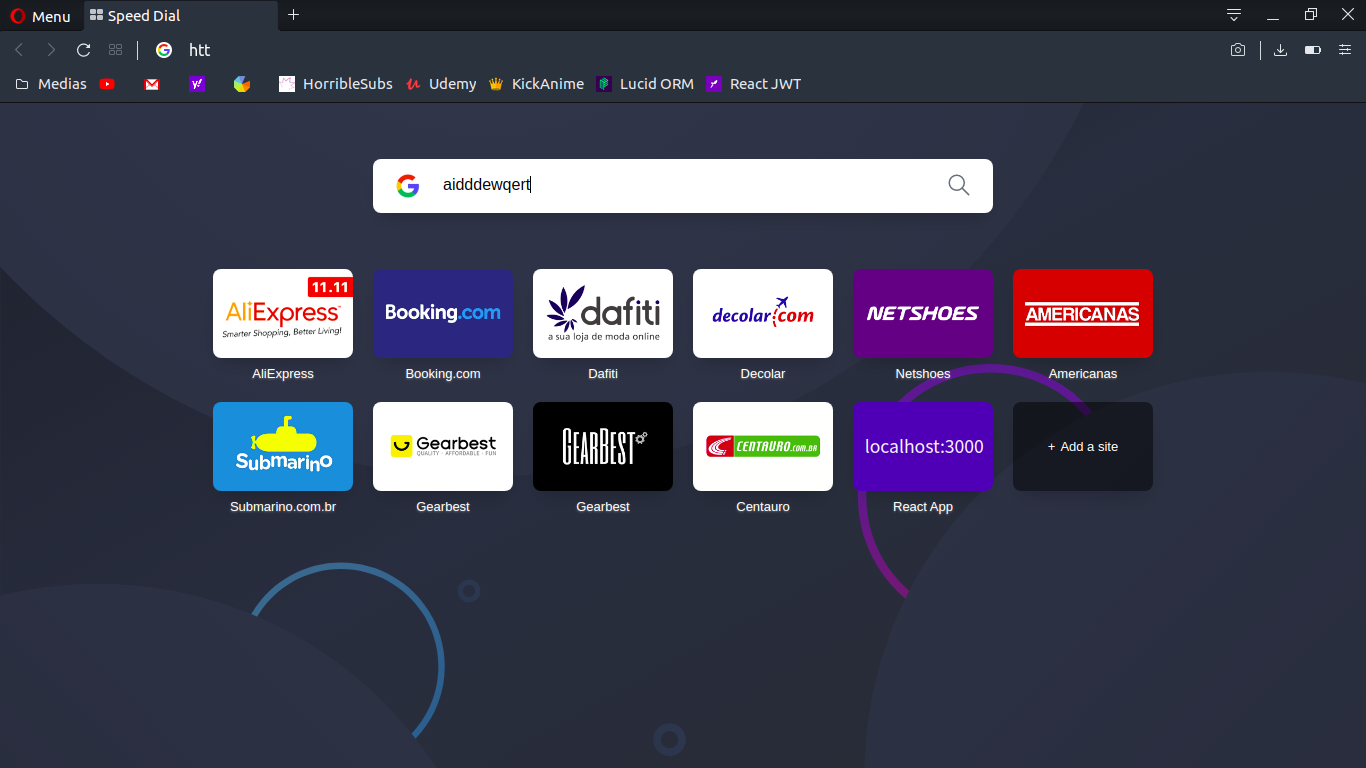 Menu
Speed Dial
htt
Medias
HorribleSubs
Udemy
KickAnime
Lucid ORM
React JWT
aidddewqert
11.11
AliExpress
Smarter Shopping, Better Living!
Booking.com
dafiti
a sua loja de moda online
decolar.com
NETSHOES
AMERICANAS
AliExpress
Booking.com
Dafiti
Decolar
Netshoes
Americanas
Submarino
Gearbest
QUALITY · AFFORDABLE · FUN
GEARBEST
CENTAURO.COM.BR
localhost:3000
+ Add a site
Submarino.com.br
Gearbest
Gearbest
Centauro
React App